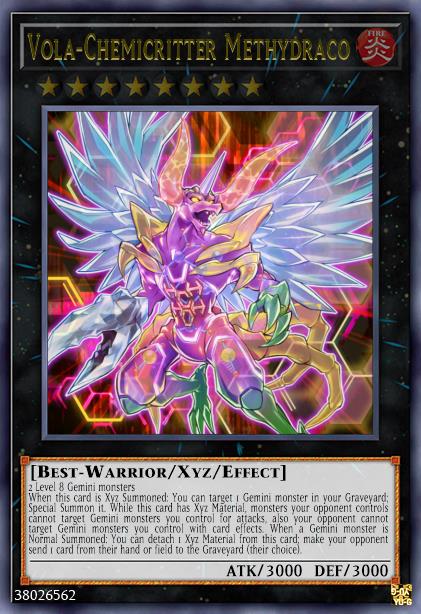 Vola-Chemicritter Methydraco
FIRE
炎
[Best-Warrior/Xyz/Effect]
2 Level 8 Gemini monsters
When this card is Xyz Summoned: You can target 1 Gemini monster in your Graveyard;
Special Summon it. While this card has Xyz Material, monsters your opponent controls
cannot target Gemini monsters you control for attacks, also your opponent cannot
target Gemini monsters you control with card effects. When a Gemini monster is
Normal Summoned: You can detach 1 Xyz Material from this card; make your opponent
send 1 card from their hand or field to the Graveyard (their choice).
ATK/3000 DEF/3000
38026562